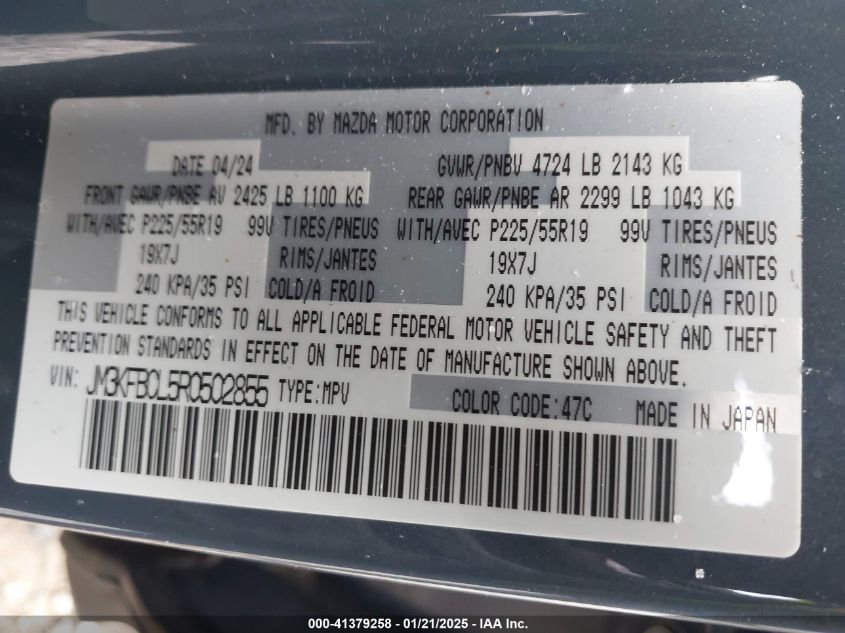 MFD. BY MAZDA MOTOR CORPORATION
DATE 04/24 GVWR/PNBV 4724 LB 2143 KG
FRONT GAWR/PNBE AV 2425 LB 1100 KG REAR GAWR/PNBE AR 2299 LB 1043 KG
WITH/AVEC P225/55R19 99V TIRES/PNEUS WITH/AVEC P225/55R19 99V TIRES/PNEUS
19X7J RIMS/JANTES 19X7J RIMS/JANTES
240 KPA/35 PSI COLD/A FROID 240 KPA/35 PSI COLD/A FROID
THIS VEHICLE CONFORMS TO ALL APPLICABLE FEDERAL MOTOR VEHICLE SAFETY AND THEFT
PREVENTION STANDARDS IN EFFECT ON THE DATE OF MANUFACTURE SHOWN ABOVE.
VIN: JM3KFBCL5R0502855 TYPE:MPV COLOR CODE:47C MADE IN JAPAN
000-41379258 - 01/21/2025 - IAA Inc.